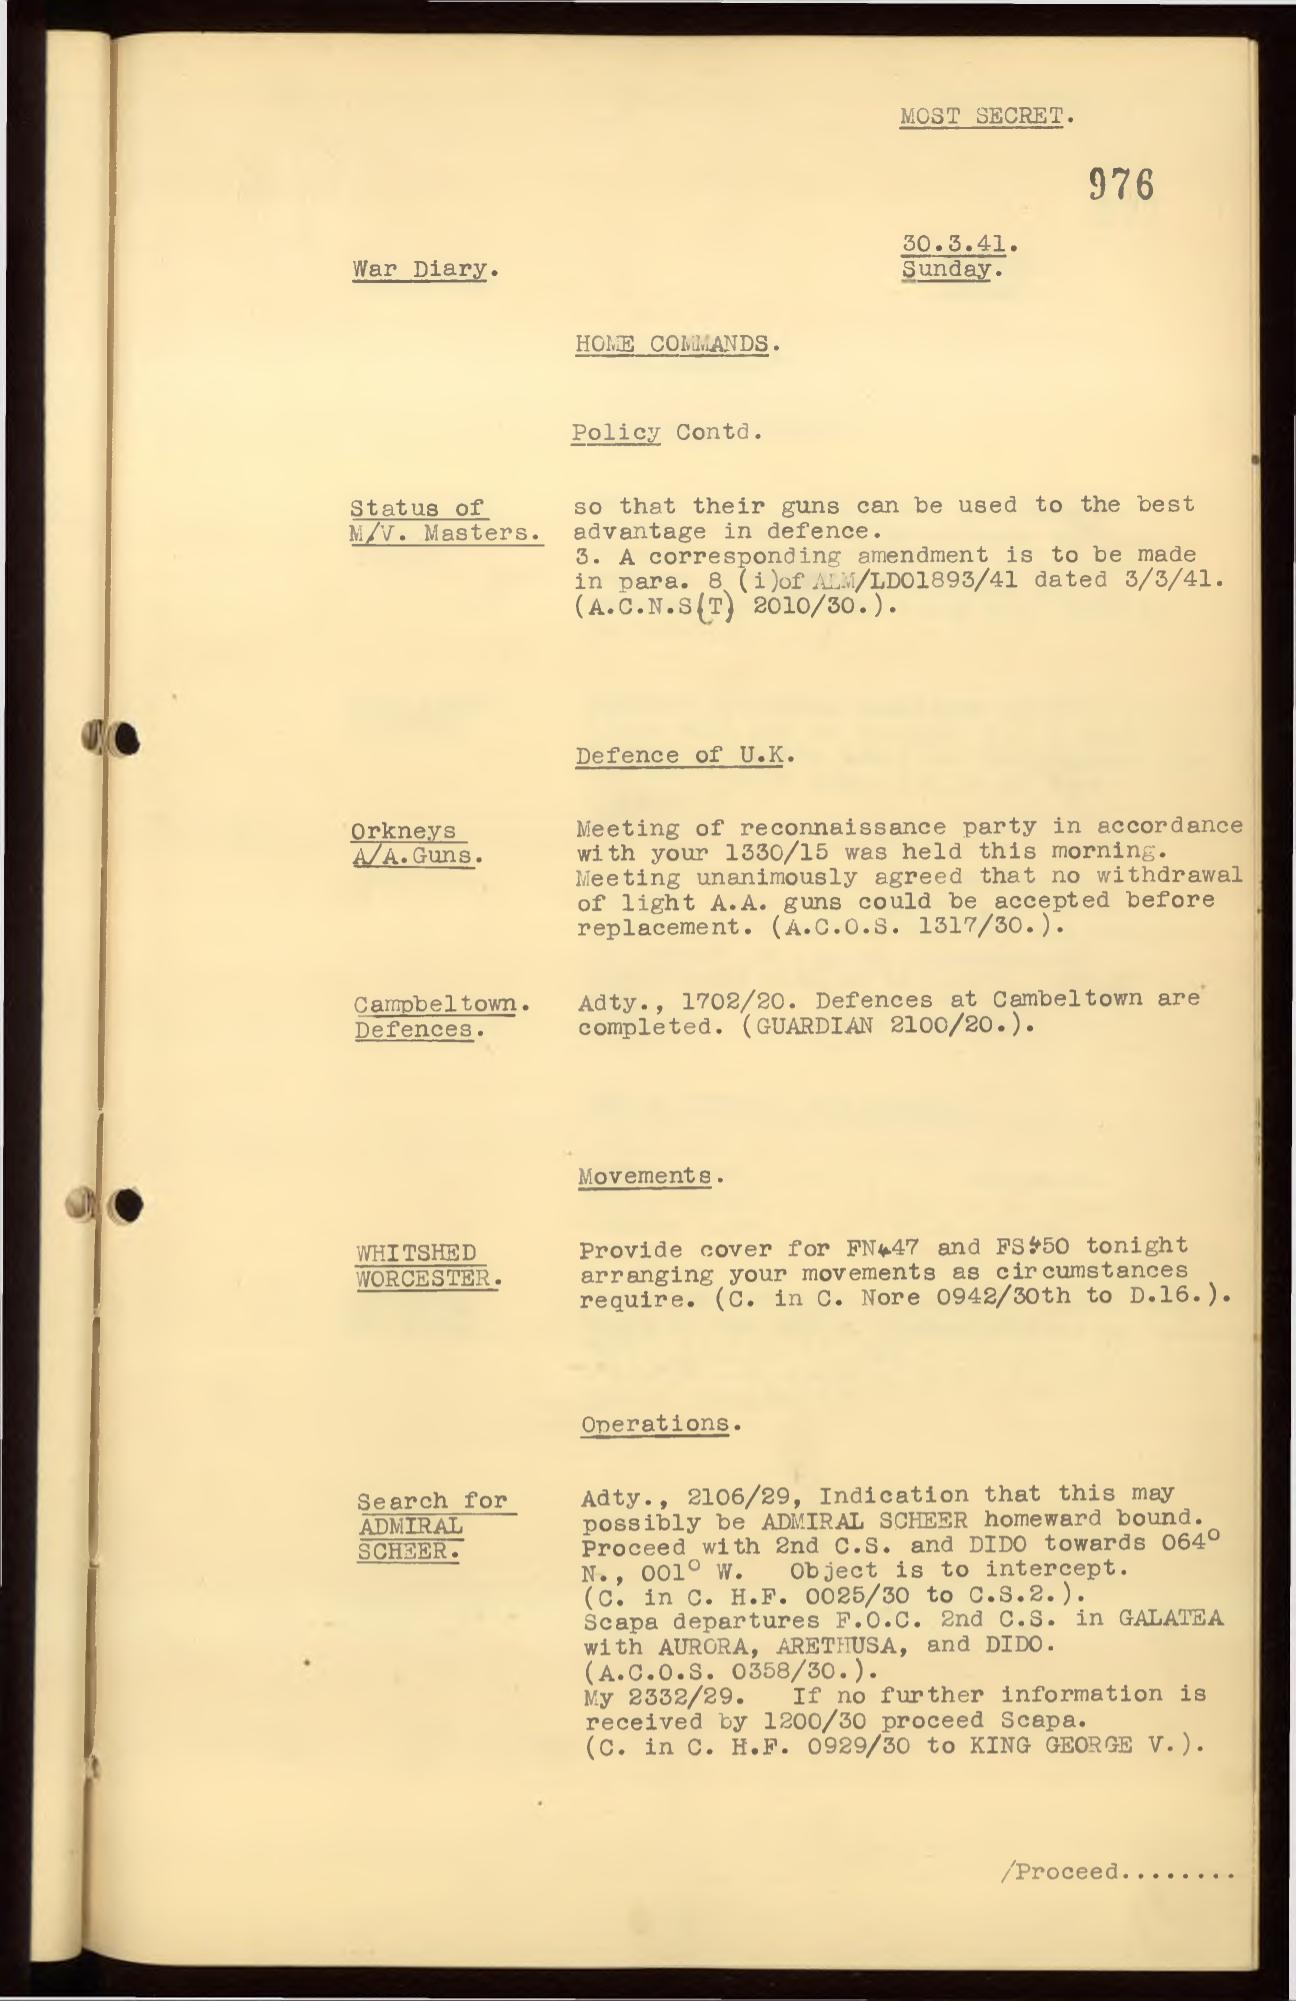 MOST SECRET.
976
30.3.41.
War Diary.
Sunday.
HOME COMMANDS.
Policy Contd.
Status of
M/V. Masters.
so that their guns can be used to the best
advantage in defence.
3. A corresponding amendment is to be made
in para. 8 (i)of ALM/LD01893/41 dated 3/3/41.
(A.C.N.S(T) 2010/30.).
Defence of U.K.
Orkneys
A/A.Guns.
Meeting of reconnaissance party in accordance
with your 1330/15 was held this morning.
Meeting unanimously agreed that no withdrawal
of light A.A. guns could be accepted before
replacement. (A.C.O.S. 1317/30.).
Campbeltown.
Defences.
Adty., 1702/20. Defences at Cambeltown are
completed. (GUARDIAN 2100/20.).
Movements.
WHITSHED
WORCESTER.
Provide cover for FN447 and FS450 tonight
arranging your movements as circumstances
require. (C. in C. Nore 0942/30th to D.16.).
Operations.
Search for
ADMIRAL
SCHEER.
Adty., 2106/29, Indication that this may
possibly be ADMIRAL SCHEER homeward bound.
Proceed with 2nd C.S. and DIDO towards 064°
N., 001° W. Object is to intercept.
(C. in C. H.F. 0025/30 to C.S.2.).
Scapa departures F.O.C. 2nd C.S. in GALATEA
with AURORA, ARETHUSA, and DIDO.
(A.C.O.S. 0358/30.).
My 2332/29. If no further information is
received by 1200/30 proceed Scapa.
(C. in C. H.F. 0929/30 to KING GEORGE V.).
/Proceed........